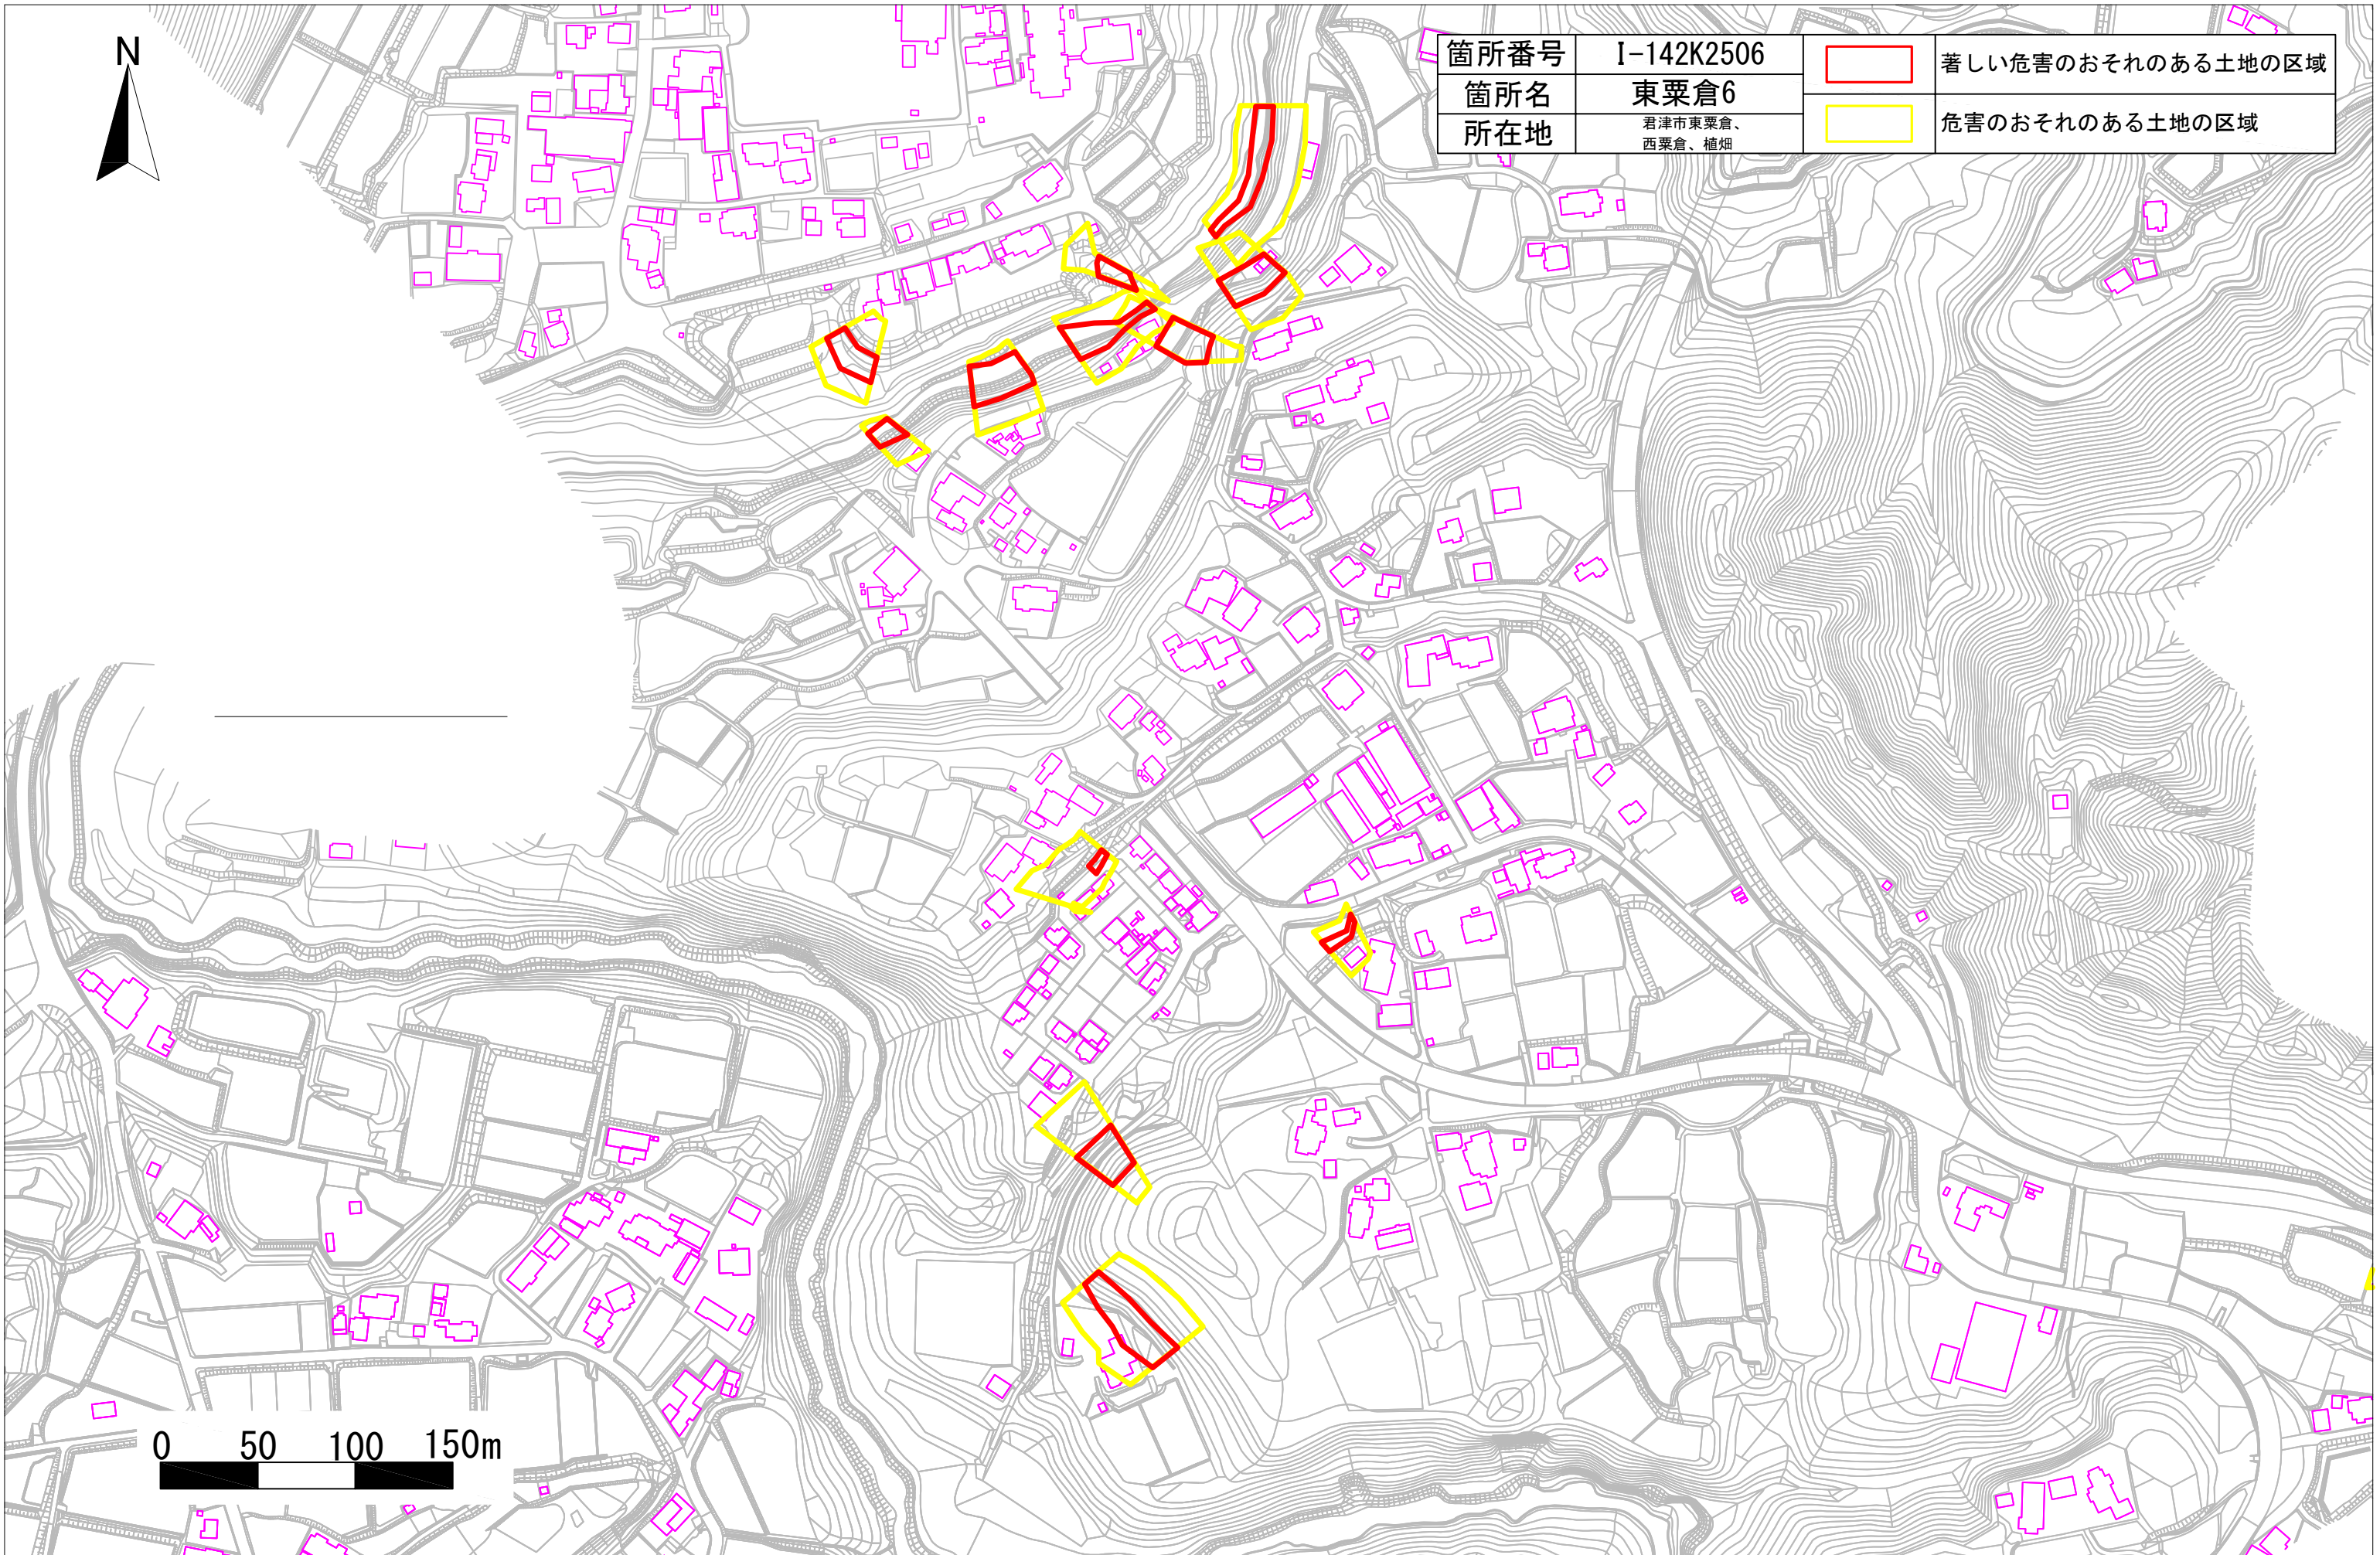 N
箇所番号 I-142K2506 著しい危害のおそれのある土地の区域
箇所名 東粟倉6 危害のおそれのある土地の区域
所在地 君津市東粟倉、
西粟倉、植畑
0 50 100 150m